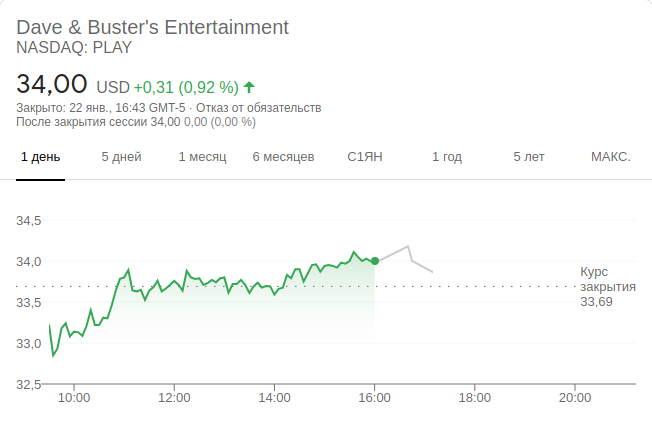 Dave & Buster's Entertainment
NASDAQ: PLAY
34,00 USD +0,31 (0,92 %)
Закрыто: 22 янв., 16:43 GMT-5 · Отказ от обязательств
После закрытия сессии 34,00 0,00 (0,00 %)
1 день 5 дней 1 месяц 6 месяцев С1ЯН 1 год 5 лет МАКС.
34,5
34,0
Курс
закрытия
33,69
33,5
33,0
32,5
10:00 12:00 14:00 16:00 18:00 20:00